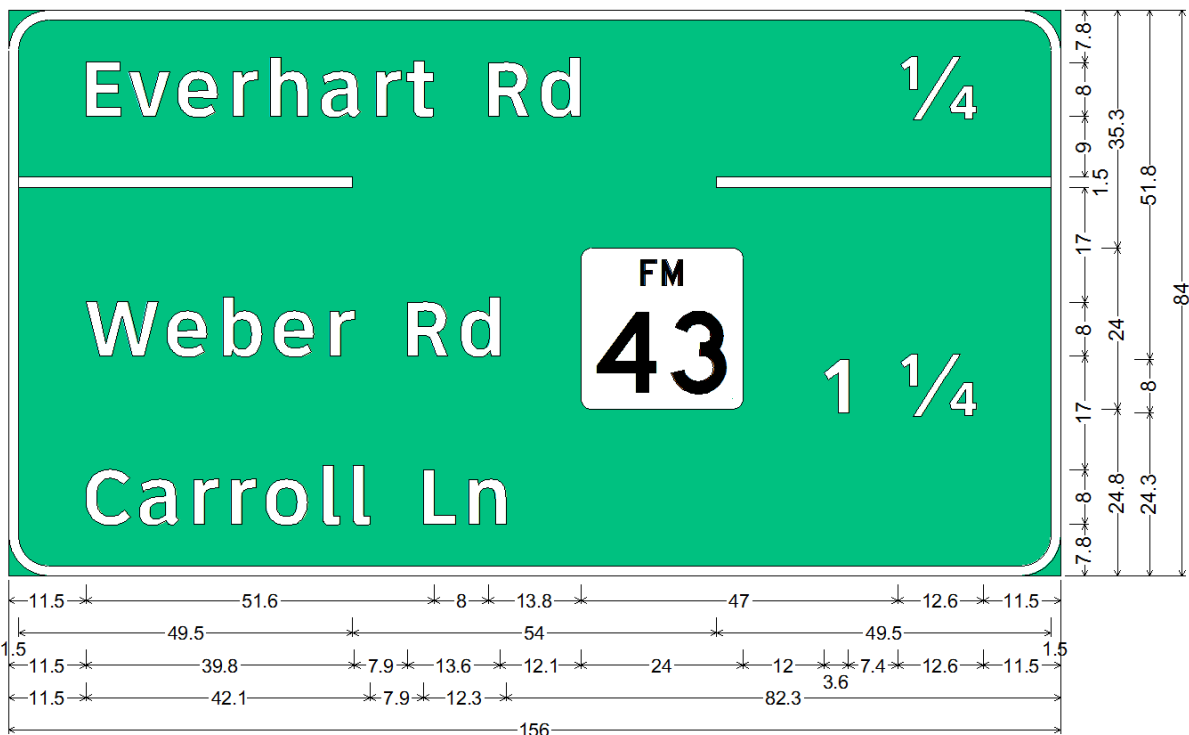 Everhart Rd ¼
FM
43
Weber Rd
1 ¼
Carroll Ln
7.8
8
9
1.5
17
8
17
8
7.8
35.3
24
24.8
51.8
8
24.3
84
11.5 51.6 8 13.8 47 12.6 11.5
1.5 49.5 54 49.5 1.5
11.5 39.8 7.9 13.6 12.1 24 12 3.6 7.4 12.6 11.5
11.5 42.1 7.9 12.3 82.3
156